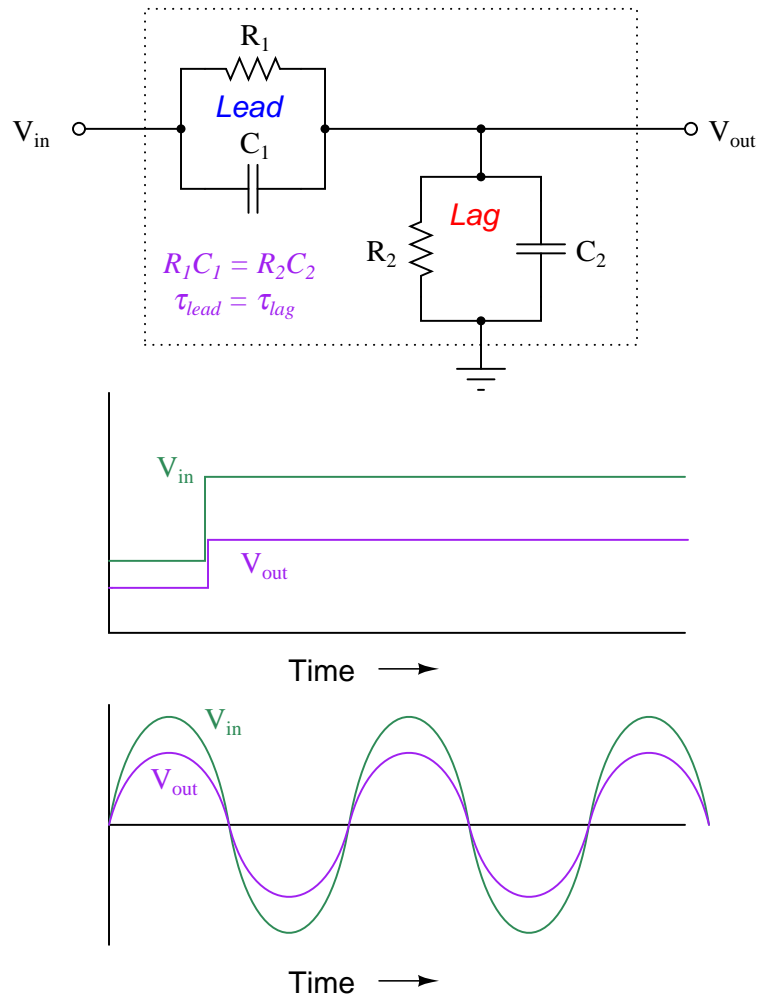 R1
Lead
Vin
C1
Vout
Lag
R2
C2
R1C1 = R2C2
τlead = τlag
Vin
Vout
Time
Vin
Vout
Time